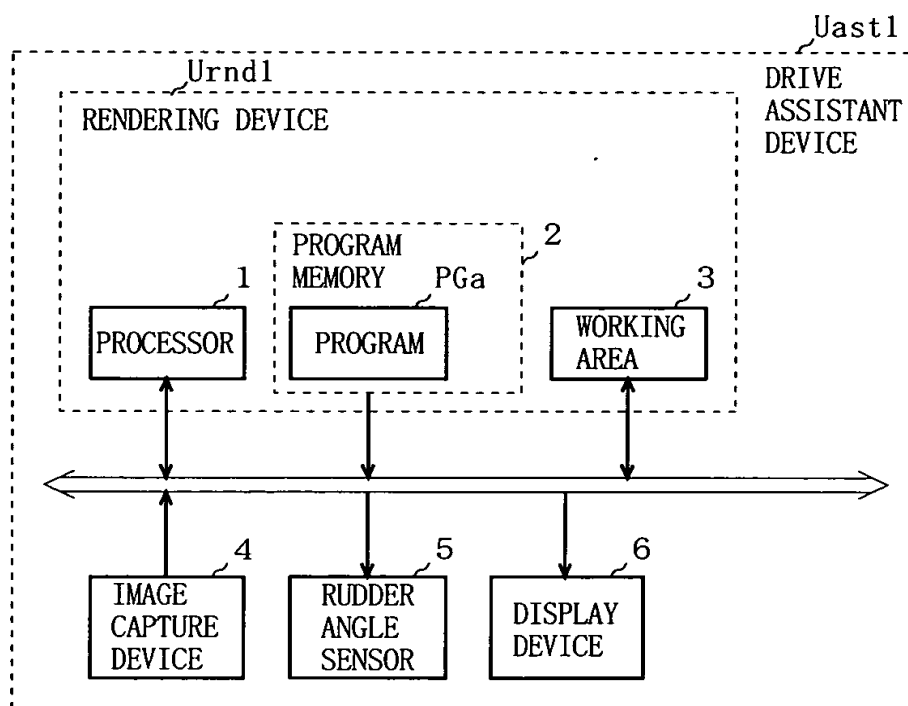 Uast1
Urnd1
DRIVE
ASSISTANT
DEVICE
RENDERING DEVICE
PROGRAM
MEMORY
2
1
PGa
3
PROCESSOR
PROGRAM
WORKING
AREA
4
5
6
IMAGE
CAPTURE
DEVICE
RUDDER
ANGLE
SENSOR
DISPLAY
DEVICE